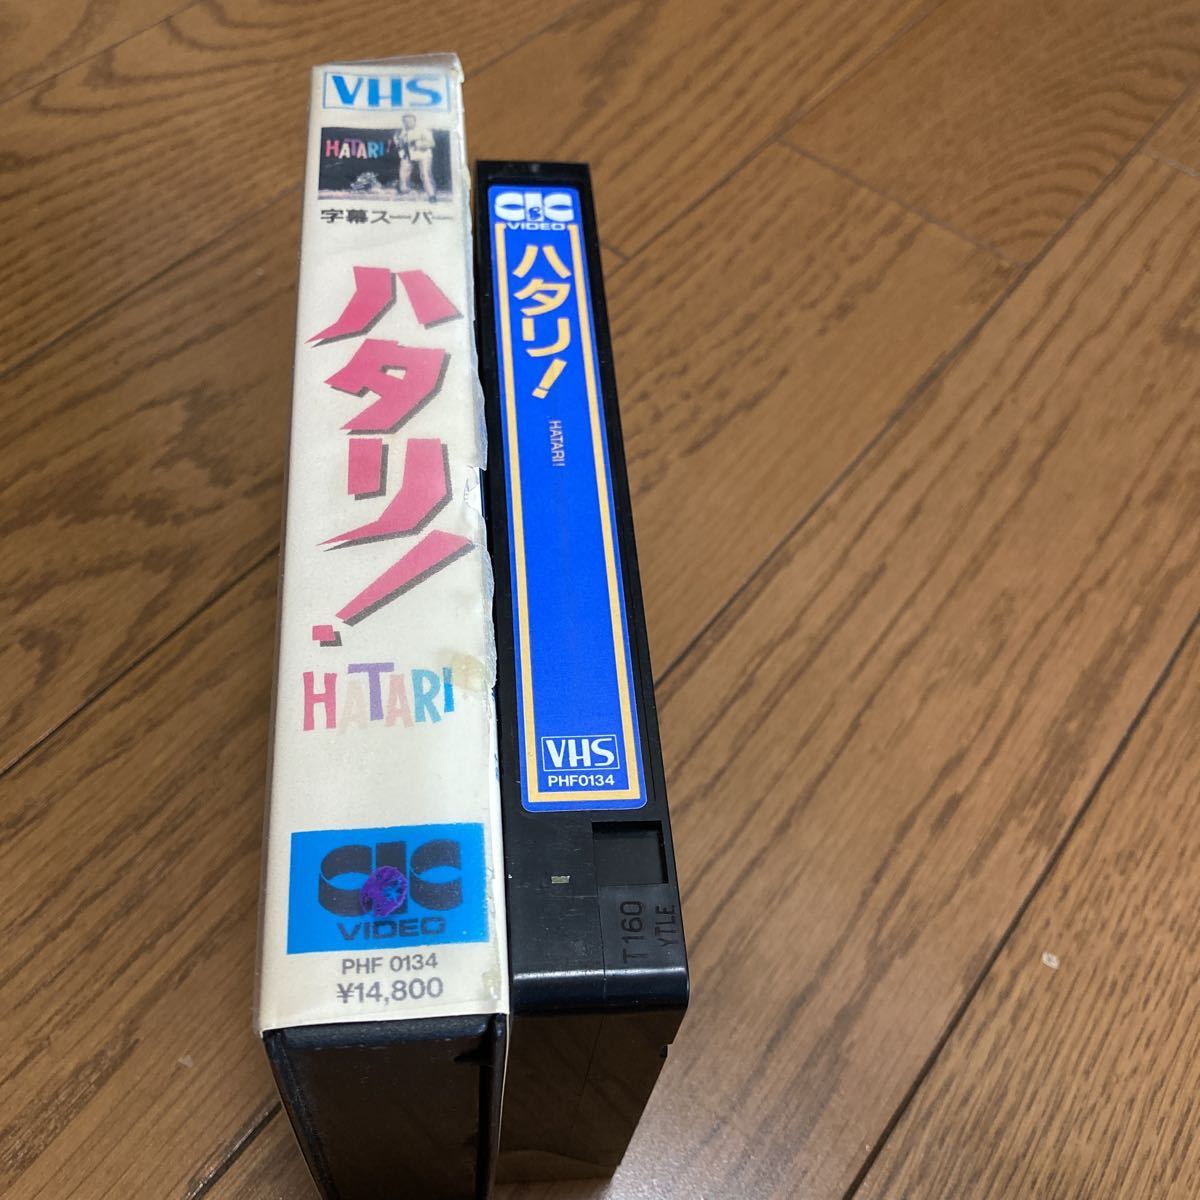 VHS
HATARI!
字幕スーパー
ハタリ!
HATARI
CIC
VIDEO
PHF 0134
¥14,800
CIC
VIDEO
ハタリ!
HATARI!
VHS
PHF0134
T160
YTLE